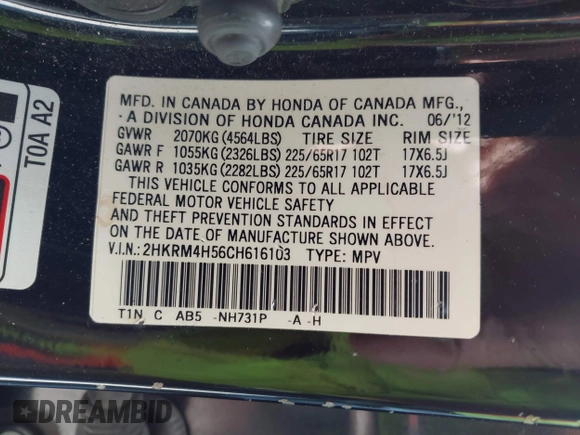 MFD. IN CANADA BY HONDA OF CANADA MFG.,
A DIVISION OF HONDA CANADA INC. 06/'12
GVWR 2070KG (4564LBS) TIRE SIZE RIM SIZE
GAWR F 1055KG (2326LBS) 225/65R17 102T 17X6.5J
GAWR R 1035KG (2282LBS) 225/65R17 102T 17X6.5J
THIS VEHICLE CONFORMS TO ALL APPLICABLE
FEDERAL MOTOR VEHICLE SAFETY
AND THEFT PREVENTION STANDARDS IN EFFECT
ON THE DATE OF MANUFACTURE SHOWN ABOVE.
V.I.N.: 2HKRM4H56CH616103 TYPE: MPV
T1N C AB5 -NH731P -A -H
T0A A2
DREAMBID